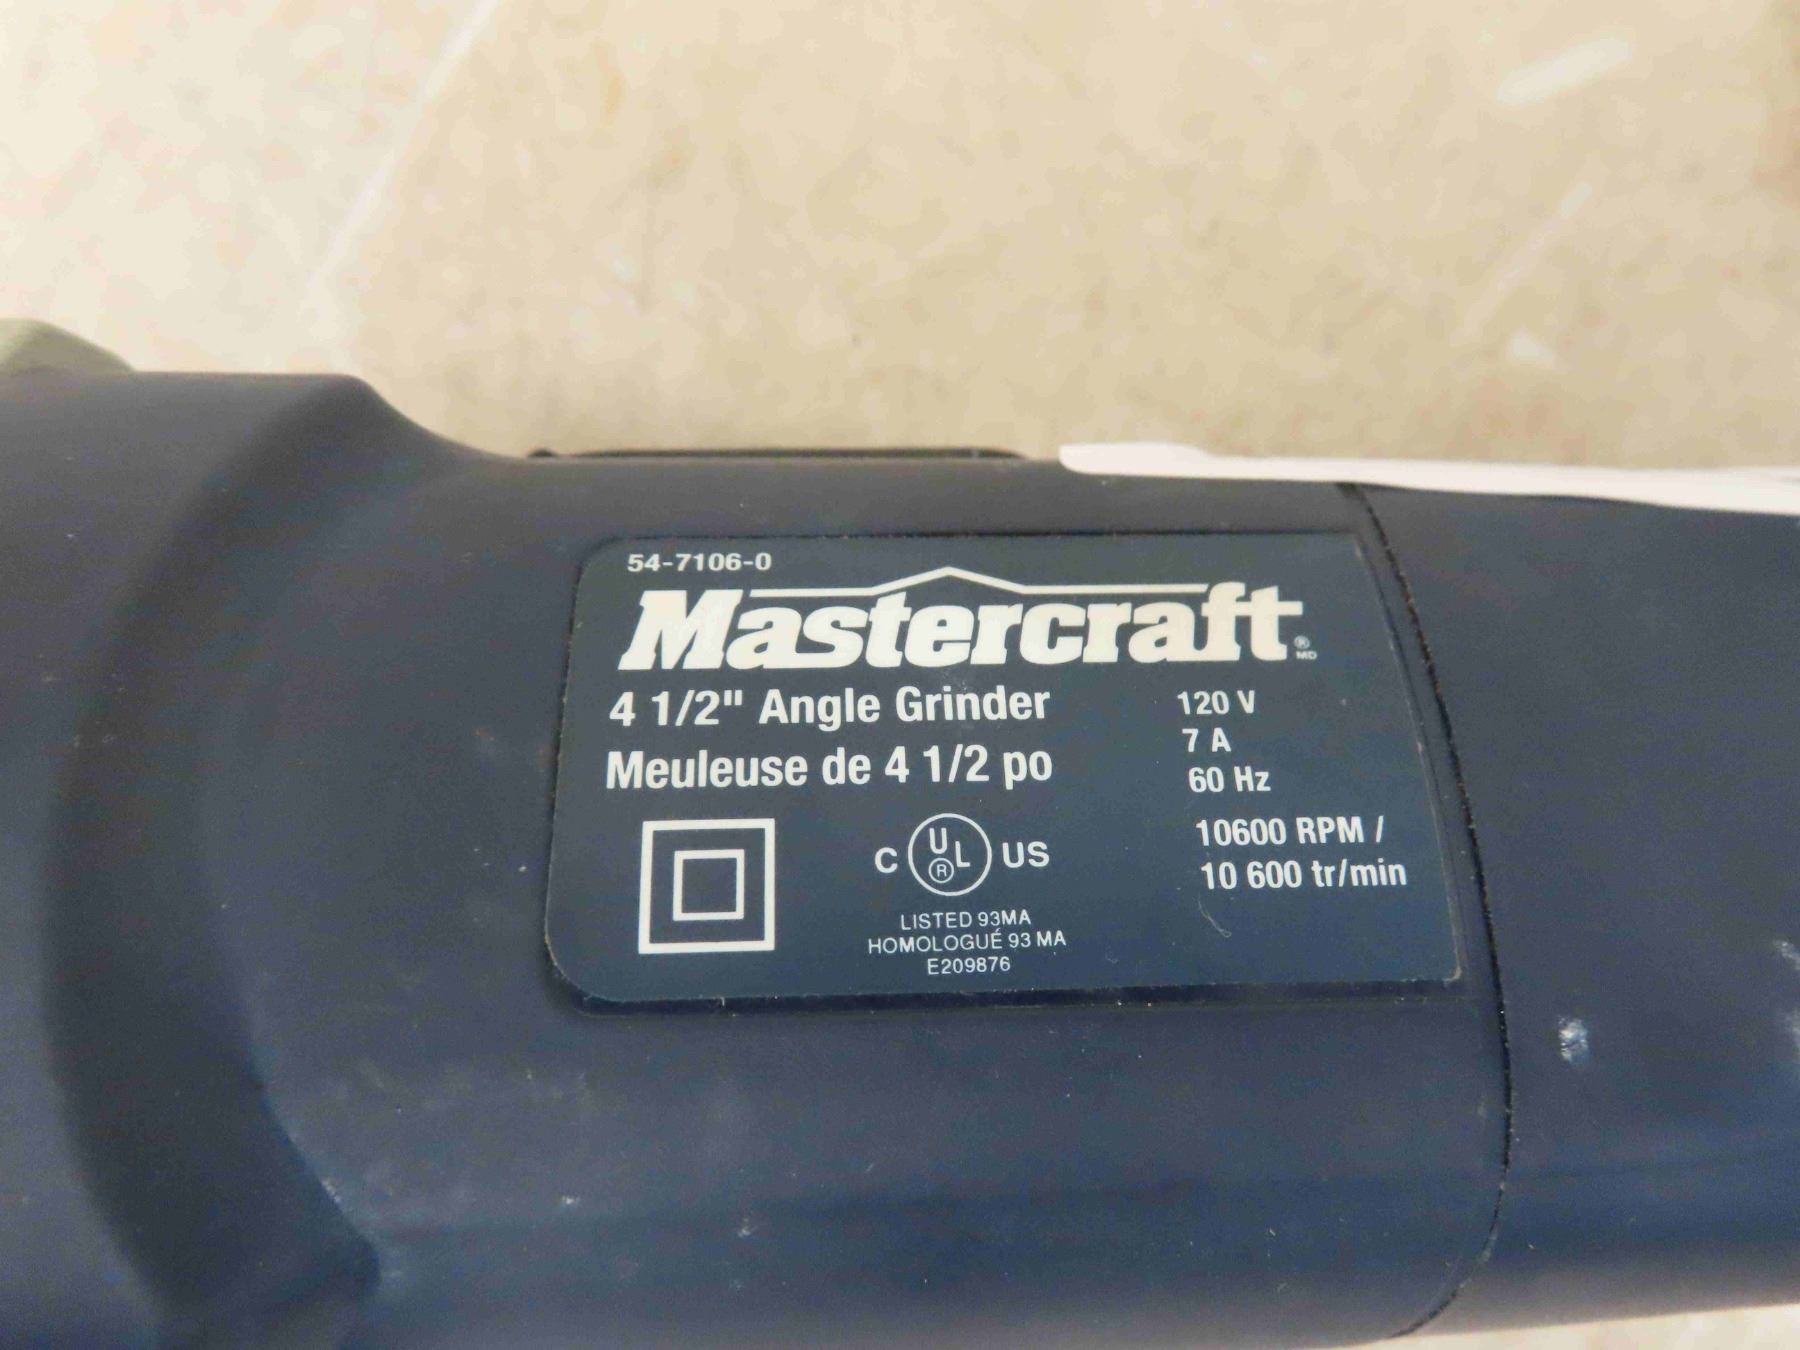 54-7106-0
Mastercraft ® MD
4 1/2" Angle Grinder
Meuleuse de 4 1/2 po
120 V
7 A
60 Hz
10600 RPM /
10 600 tr/min
C UL ® US
LISTED 93MA
HOMOLOGUÉ 93 MA
E209876